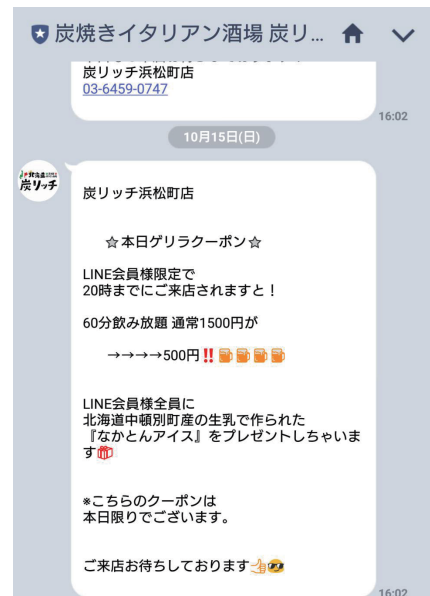 炭焼きイタリアン酒場 炭リ...
炭リッチ浜松町店
03-6459-0747
16:02
10月15日(日)
炭リッチ
炭リッチ浜松町店
☆本日ゲリラクーポン☆
LINE会員様限定で
20時までにご来店されますと！
60分飲み放題 通常1500円が
→→→→500円‼🍺🍺🍺🍺
LINE会員様全員に
北海道中頓別町産の生乳で作られた
『なかとんアイス』をプレゼントしちゃいま
す🎁
※こちらのクーポンは
本日限りでございます。
ご来店お待ちしております👍😎
16:02